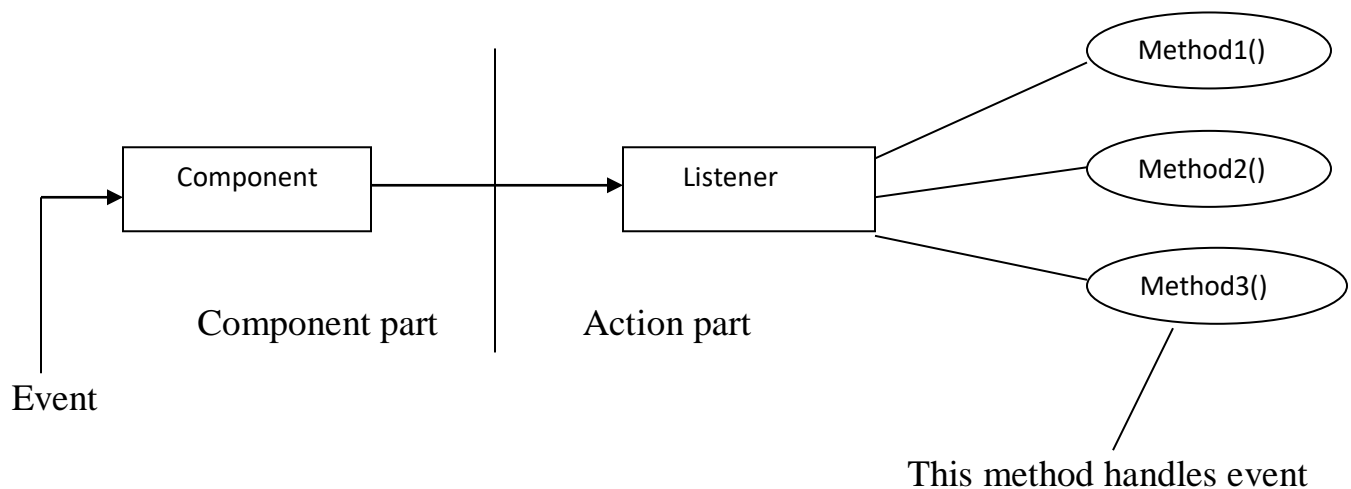 Method1()
Component
Listener
Method2()
Method3()
Component part
Action part
Event
This method handles event